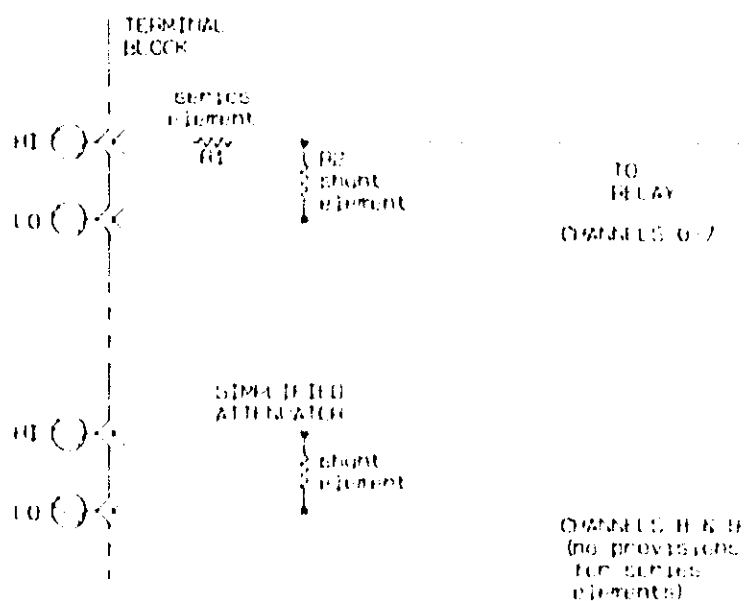 TERMINAL
BLOCK
series
element
HI
R1
R2
shunt
element
TO
RELAY
LO
CHANNELS 0-7
SIMPLIFIED
ATTENUATOR
HI
shunt
element
LO
CHANNELS
(no provisions
for series
elements)